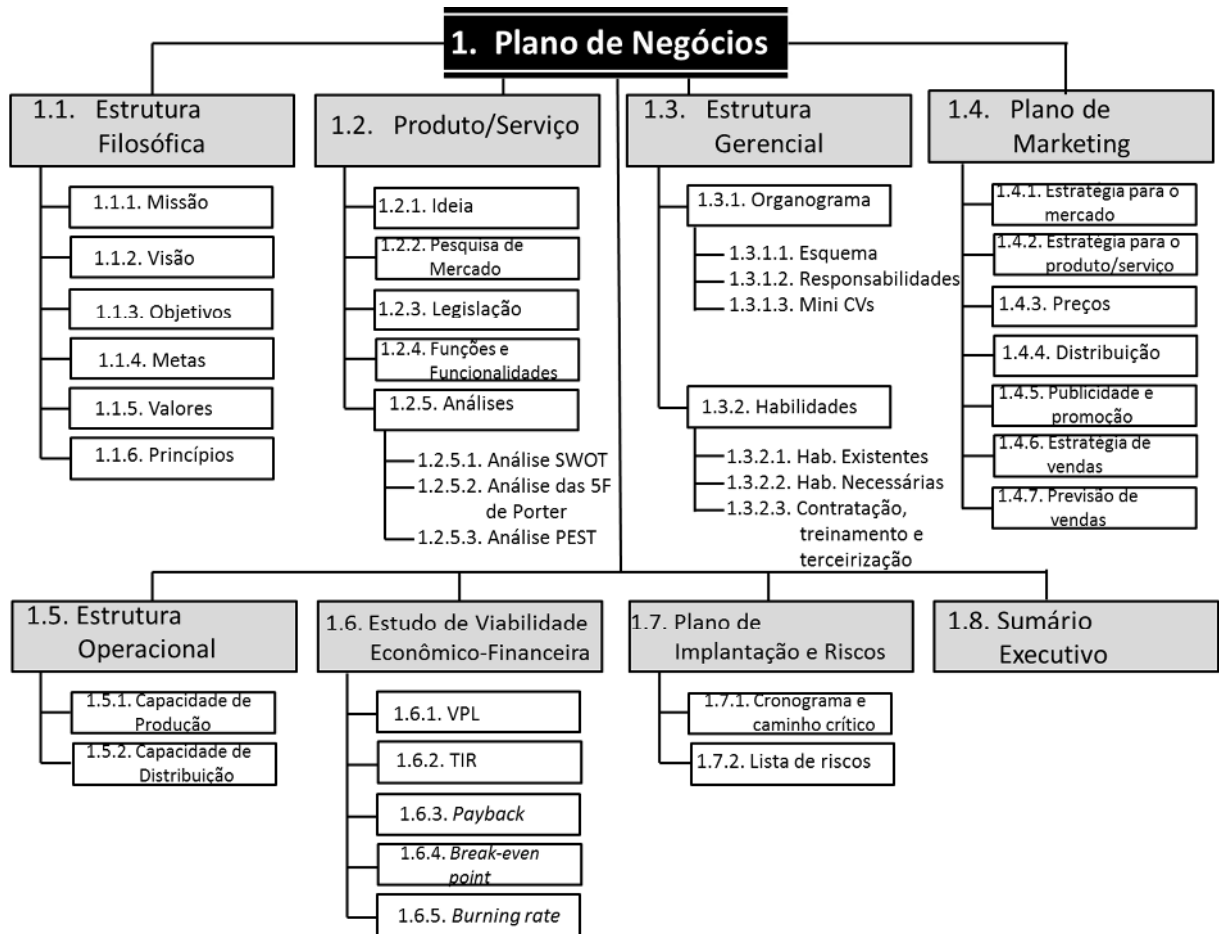 1. Plano de Negócios
1.1. Estrutura
Filosófica
1.1.1. Missão
1.1.2. Visão
1.1.3. Objetivos
1.1.4. Metas
1.1.5. Valores
1.1.6. Princípios
1.2. Produto/Serviço
1.2.1. Ideia
1.2.2. Pesquisa de
Mercado
1.2.3. Legislação
1.2.4. Funções e
Funcionalidades
1.2.5. Análises
1.2.5.1. Análise SWOT
1.2.5.2. Análise das 5F
de Porter
1.2.5.3. Análise PEST
1.3. Estrutura
Gerencial
1.3.1. Organograma
1.3.1.1. Esquema
1.3.1.2. Responsabilidades
1.3.1.3. Mini CVs
1.3.2. Habilidades
1.3.2.1. Hab. Existentes
1.3.2.2. Hab. Necessárias
1.3.2.3. Contratação,
treinamento e
terceirização
1.4. Plano de
Marketing
1.4.1. Estratégia para o
mercado
1.4.2. Estratégia para o
produto/serviço
1.4.3. Preços
1.4.4. Distribuição
1.4.5. Publicidade e
promoção
1.4.6. Estratégia de
vendas
1.4.7. Previsão de
vendas
1.5. Estrutura
Operacional
1.5.1. Capacidade de
Produção
1.5.2. Capacidade de
Distribuição
1.6. Estudo de Viabilidade
Econômico-Financeira
1.6.1. VPL
1.6.2. TIR
1.6.3. Payback
1.6.4. Break-even
point
1.6.5. Burning rate
1.7. Plano de
Implantação e Riscos
1.7.1. Cronograma e
caminho crítico
1.7.2. Lista de riscos
1.8. Sumário
Executivo